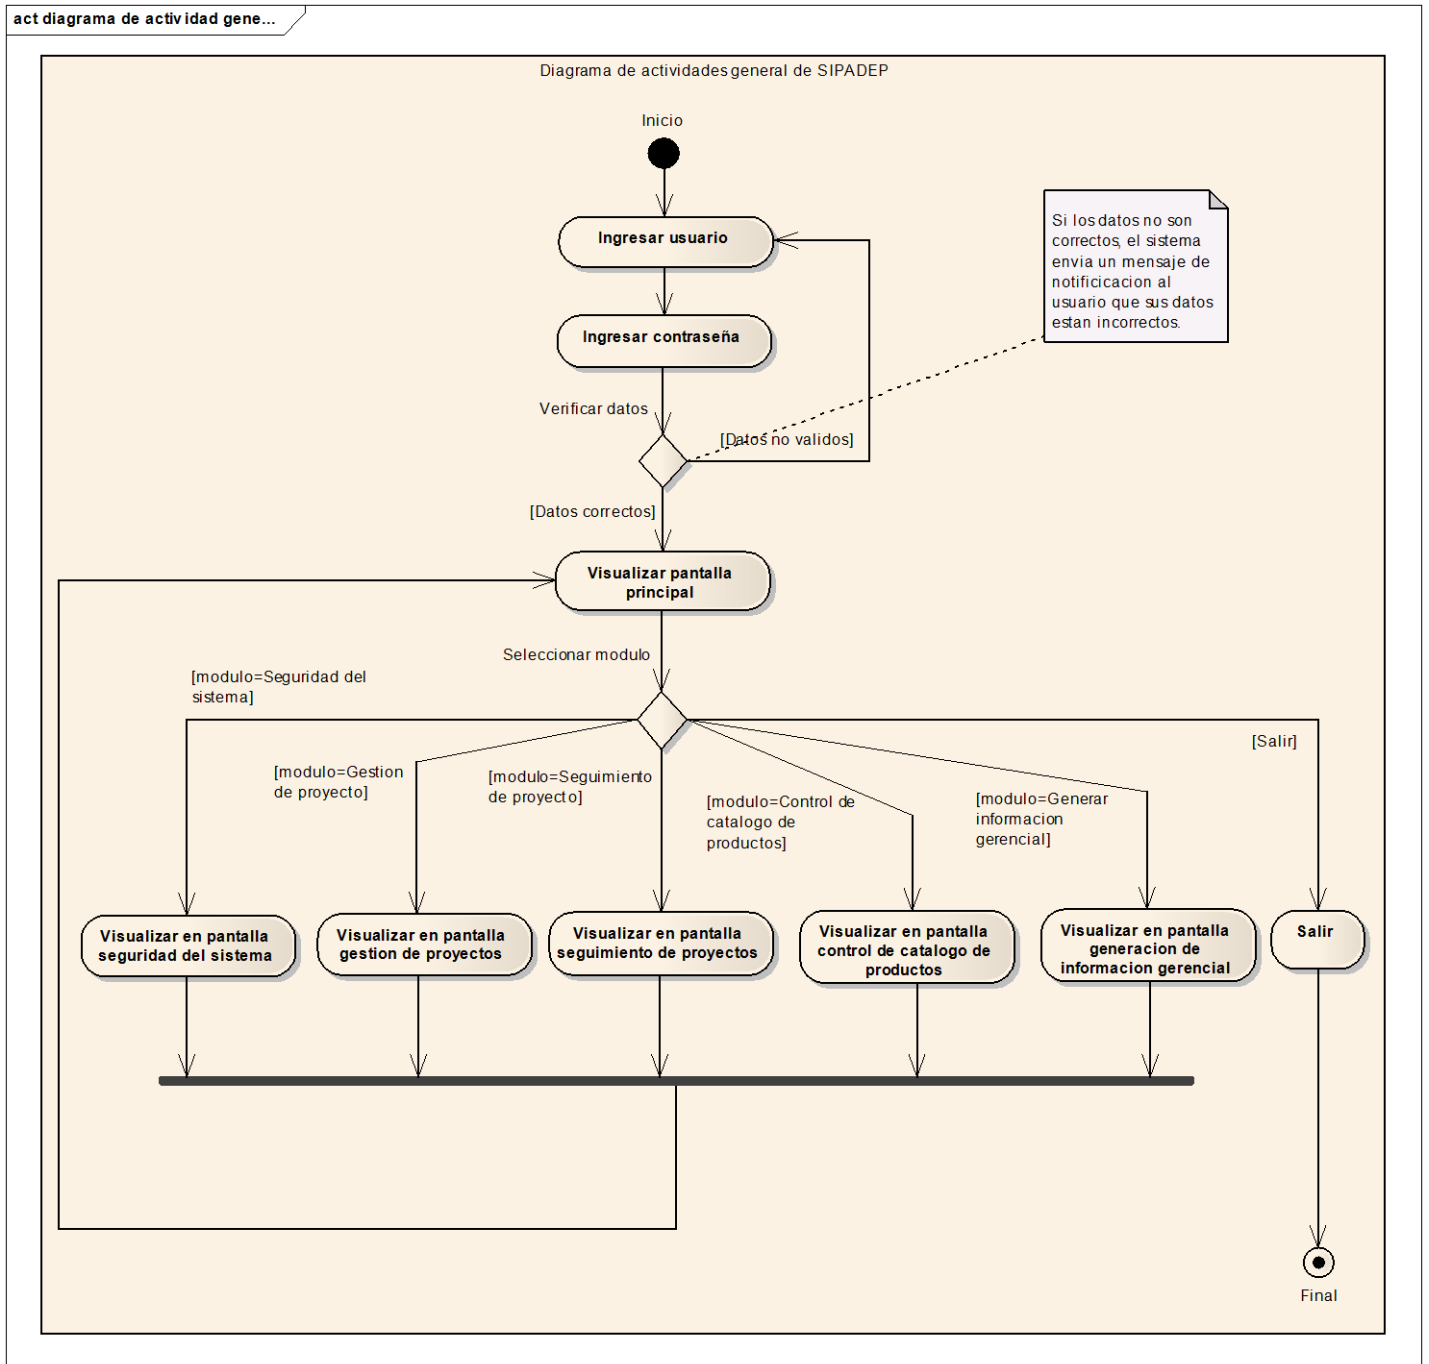 act diagrama de actividad gene...
Diagrama de actividades general de SIPADEP
Inicio
Ingresar usuario
Si los datos no son
correctos, el sistema
envia un mensaje de
notificicacion al
usuario que sus datos
estan incorrectos.
Ingresar contraseña
Verificar datos
[Datos no validos]
[Datos correctos]
Visualizar pantalla
principal
Seleccionar modulo
[modulo=Seguridad del
sistema]
[Salir]
[modulo=Gestion
de proyecto]
[modulo=Seguimiento
de proyecto]
[modulo=Control de
catalogo de
productos]
[modulo=Generar
informacion
gerencial]
Visualizar en pantalla
seguridad del sistema
Visualizar en pantalla
gestion de proyectos
Visualizar en pantalla
seguimiento de proyectos
Visualizar en pantalla
control de catalogo de
productos
Visualizar en pantalla
generacion de
informacion gerencial
Salir
Final